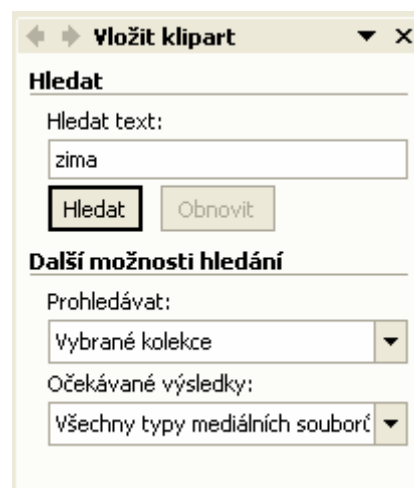 Vložit klipart
Hledat
Hledat text:
zima
Hledat Obnovit
Další možnosti hledání
Prohledávat:
Vybrané kolekce
Očekávané výsledky:
Všechny typy mediálních souborů